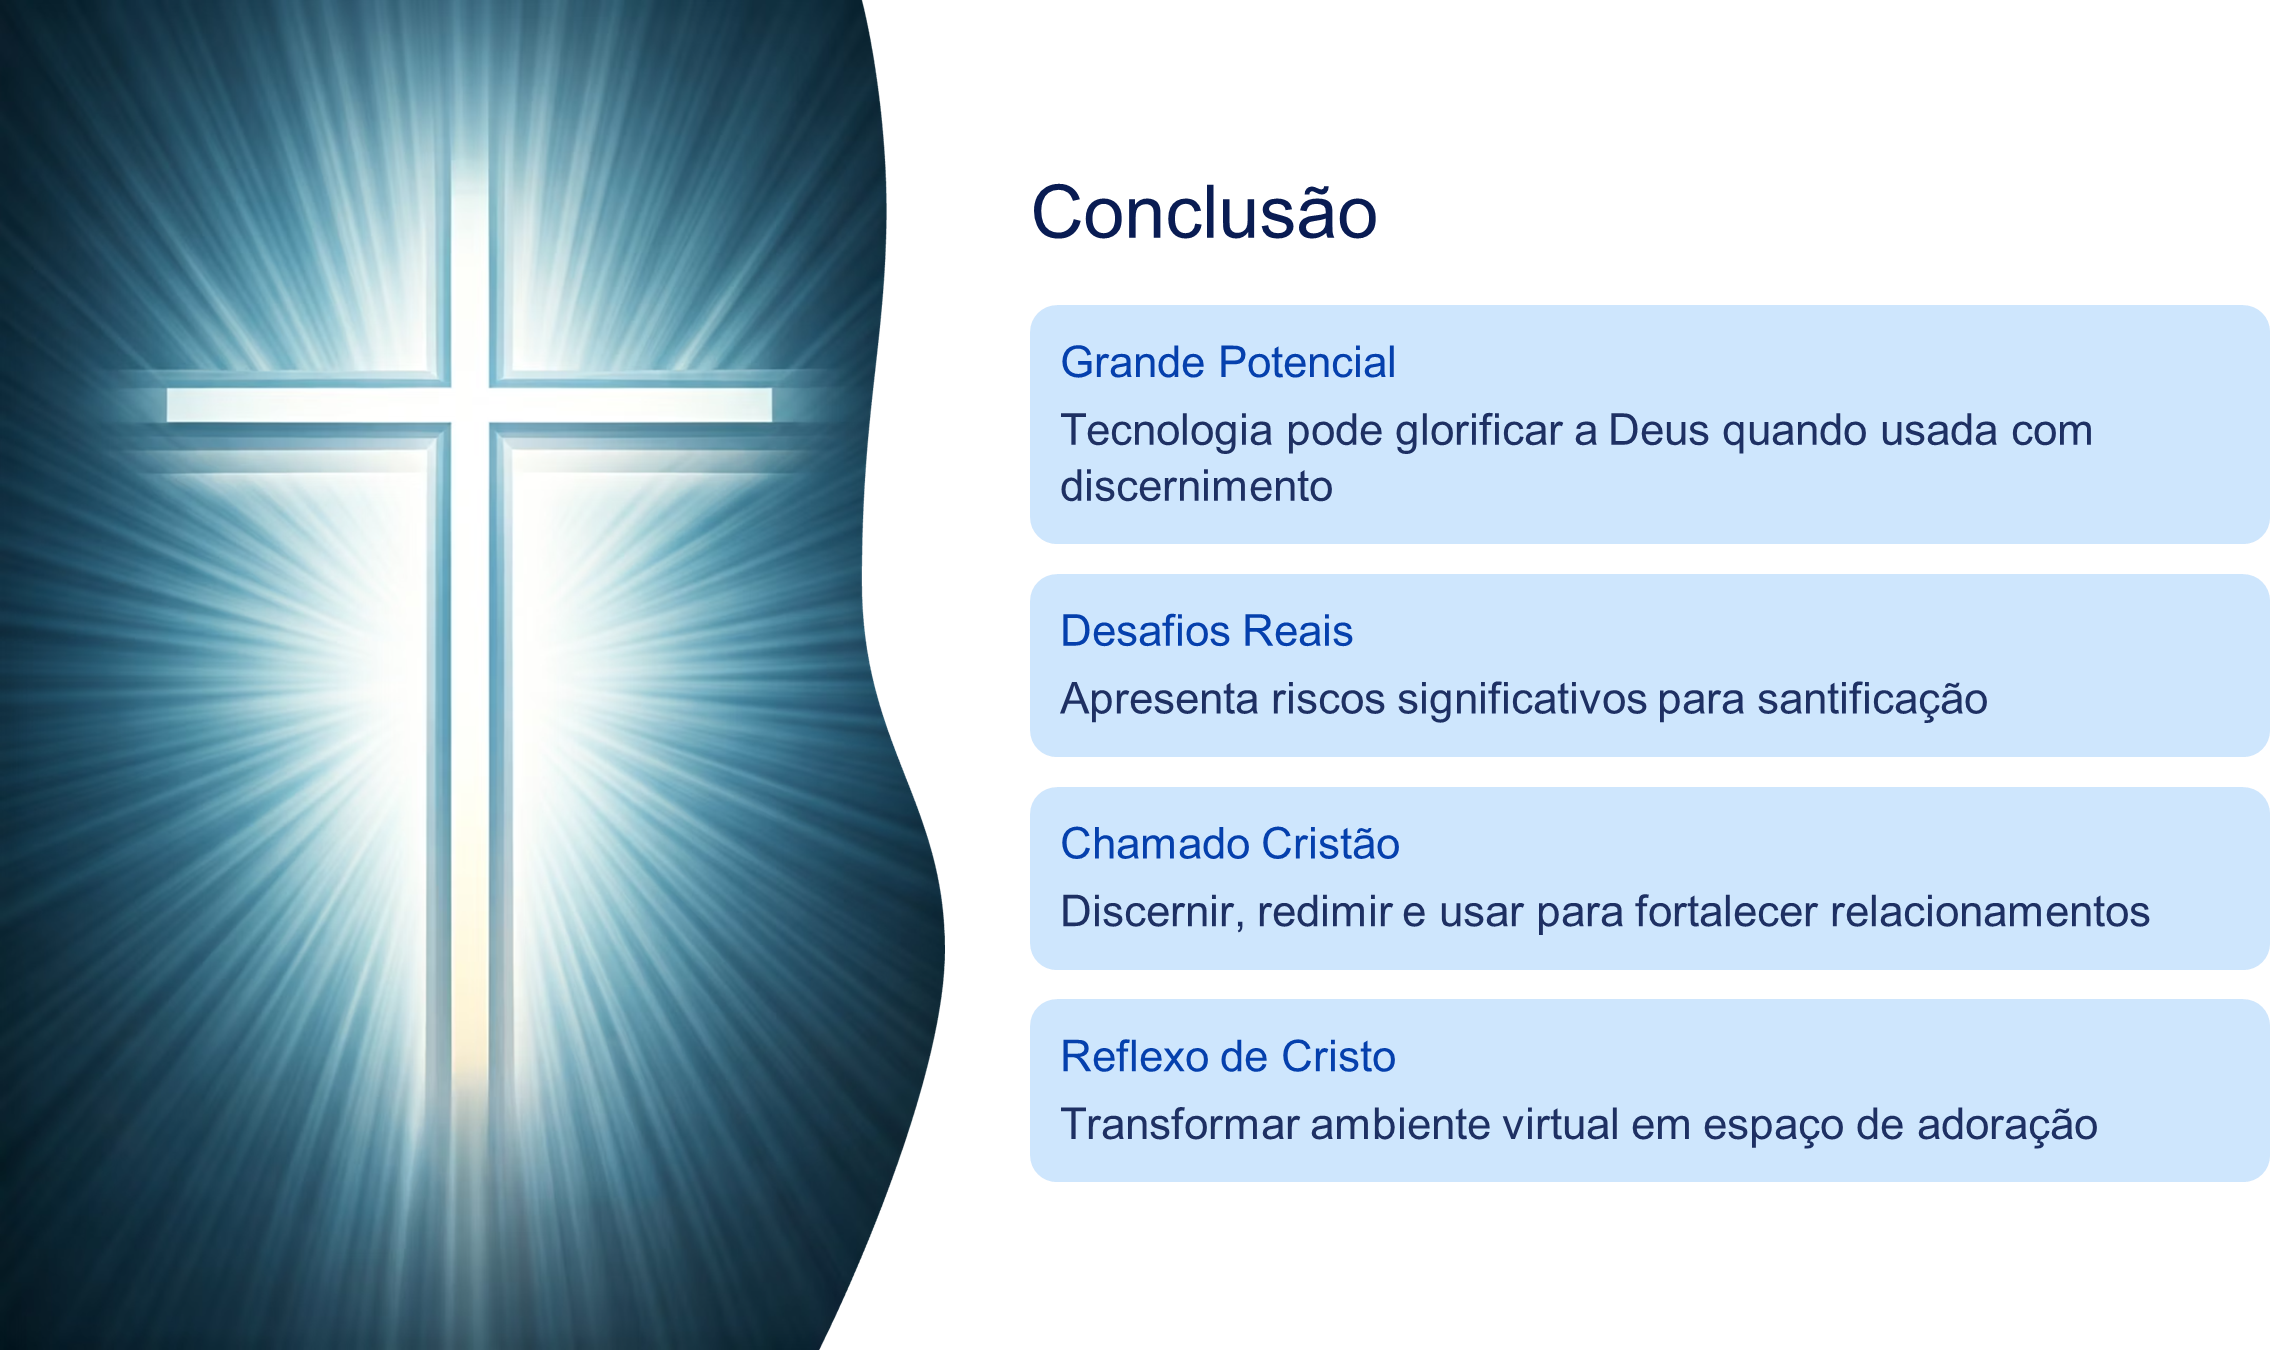 Conclusão
Grande Potencial
Tecnologia pode glorificar a Deus quando usada com
discernimento
Desafios Reais
Apresenta riscos significativos para santificação
Chamado Cristão
Discernir, redimir e usar para fortalecer relacionamentos
Reflexo de Cristo
Transformar ambiente virtual em espaço de adoração